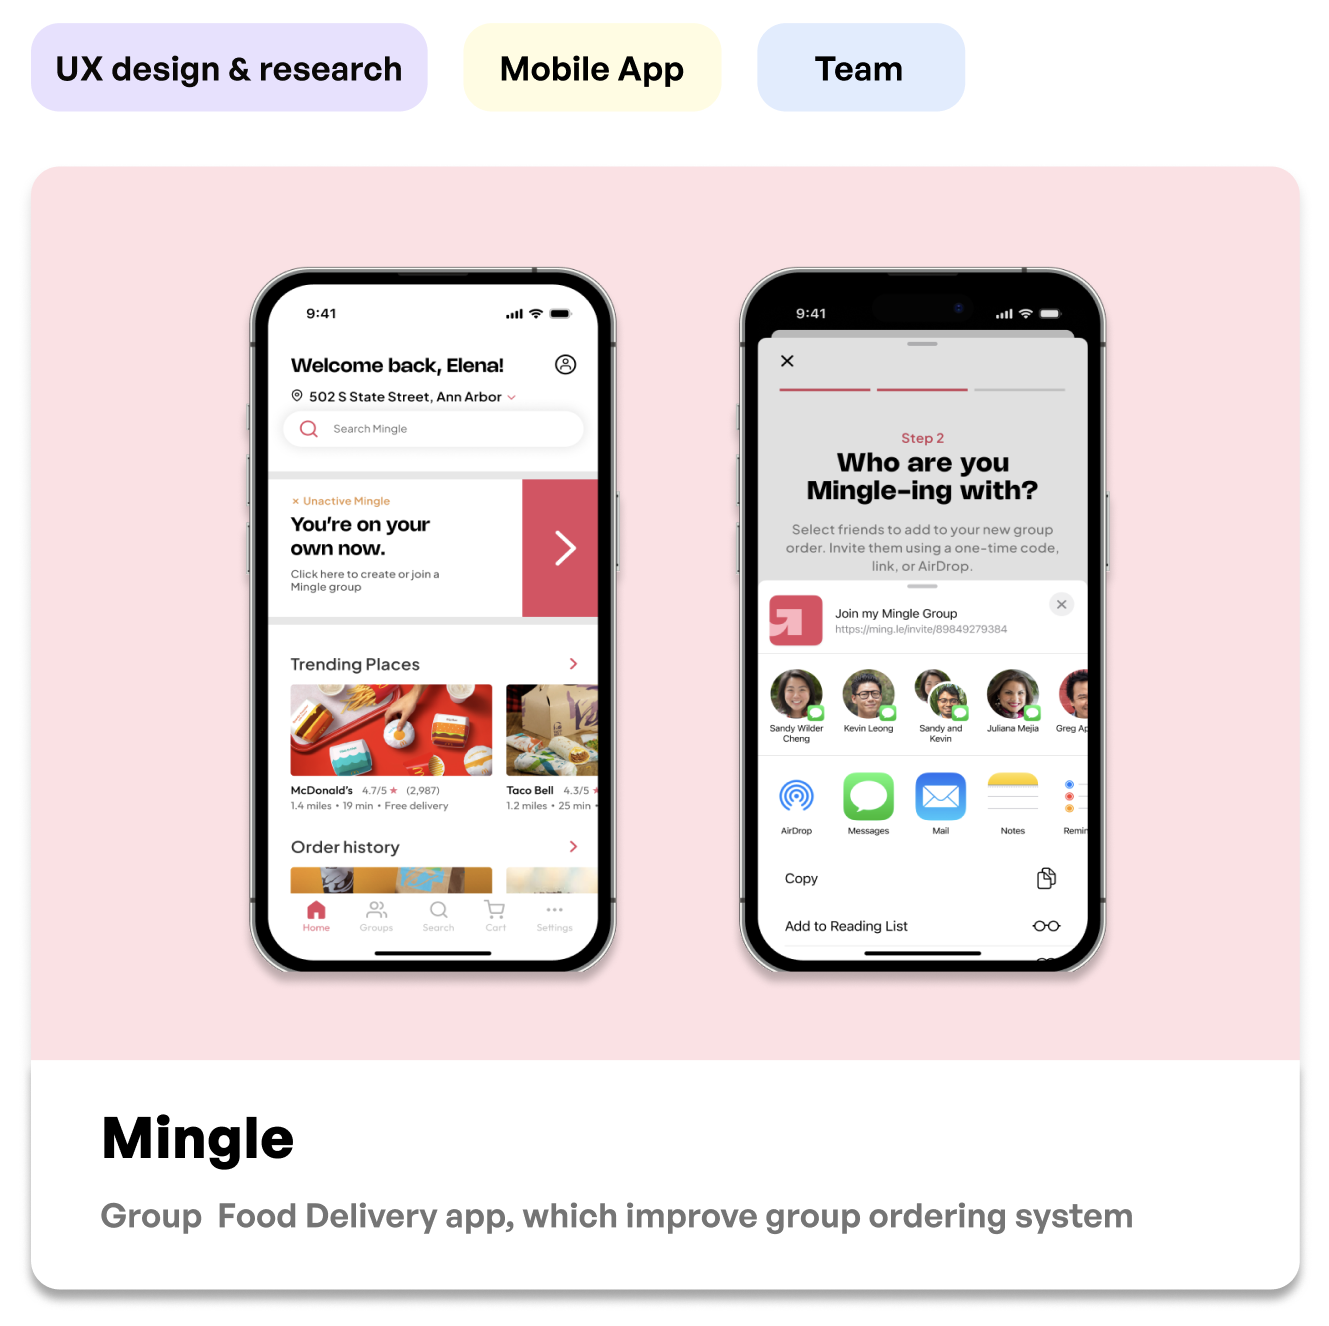 UX design & research
Mobile App
Team
9:41
Welcome back, Elena!
502 S State Street, Ann Arbor
Search Mingle
× Unactive Mingle
You're on your
own now.
Click here to create or join a
Mingle group
Trending Places
McDonald's 4.7/5 ★ (2,987)
1.4 miles • 19 min • Free delivery
Taco Bell 4.3/5 ★
1.2 miles • 25 min •
Order history
Home
Groups
Search
Cart
Settings
9:41
Step 2
Who are you
Mingle-ing with?
Select friends to add to your new group
order. Invite them using a one-time code,
link, or AirDrop.
Join my Mingle Group
https://ming.le/invite/89849279384
Sandy Wilder
Cheng
Kevin Leong
Sandy and
Kevin
Juliana Mejia
Greg Ap
AirDrop
Messages
Mail
Notes
Remin
Copy
Add to Reading List
Mingle
Group Food Delivery app, which improve group ordering system